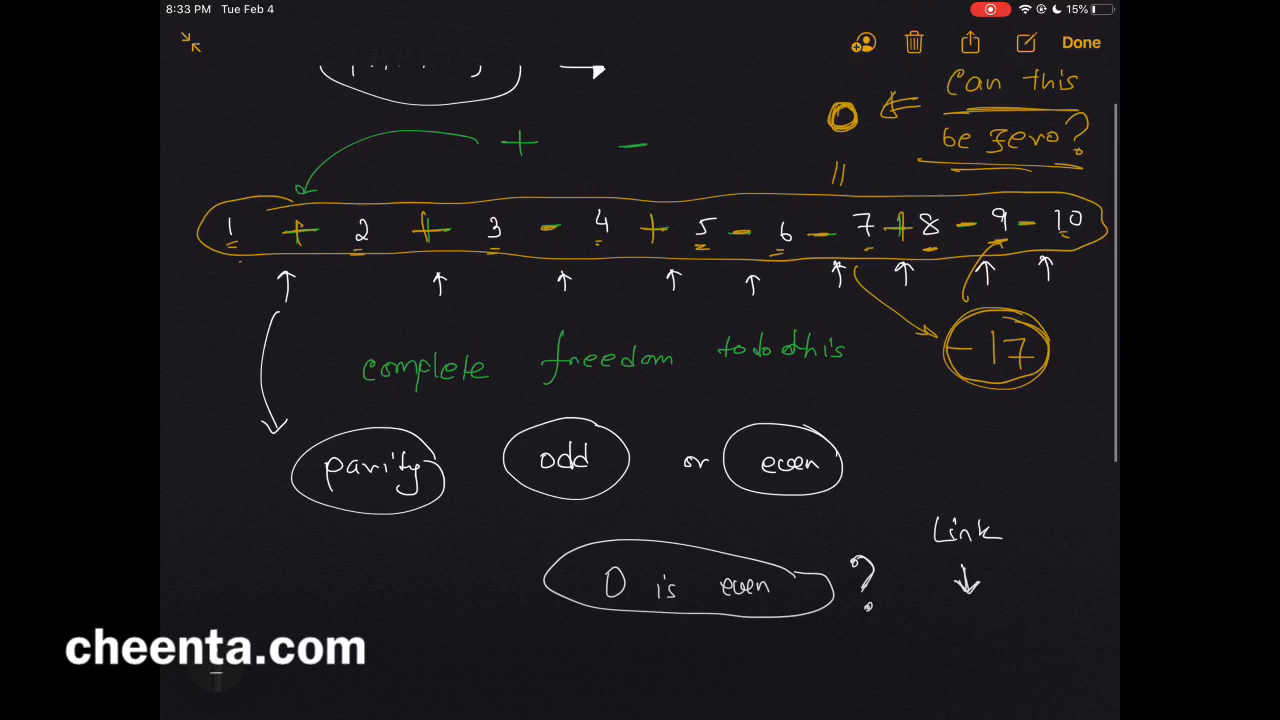 8:33 PM Tue Feb 4 15%
Done
Can this
be zero?
0
+ -
=
1 + 2 + 3 - 4 + 5 - 6 - 7 + 8 - 9 - 10
-17
complete freedom to do this
parity odd or even
Link
0 is even ?
cheenta.com